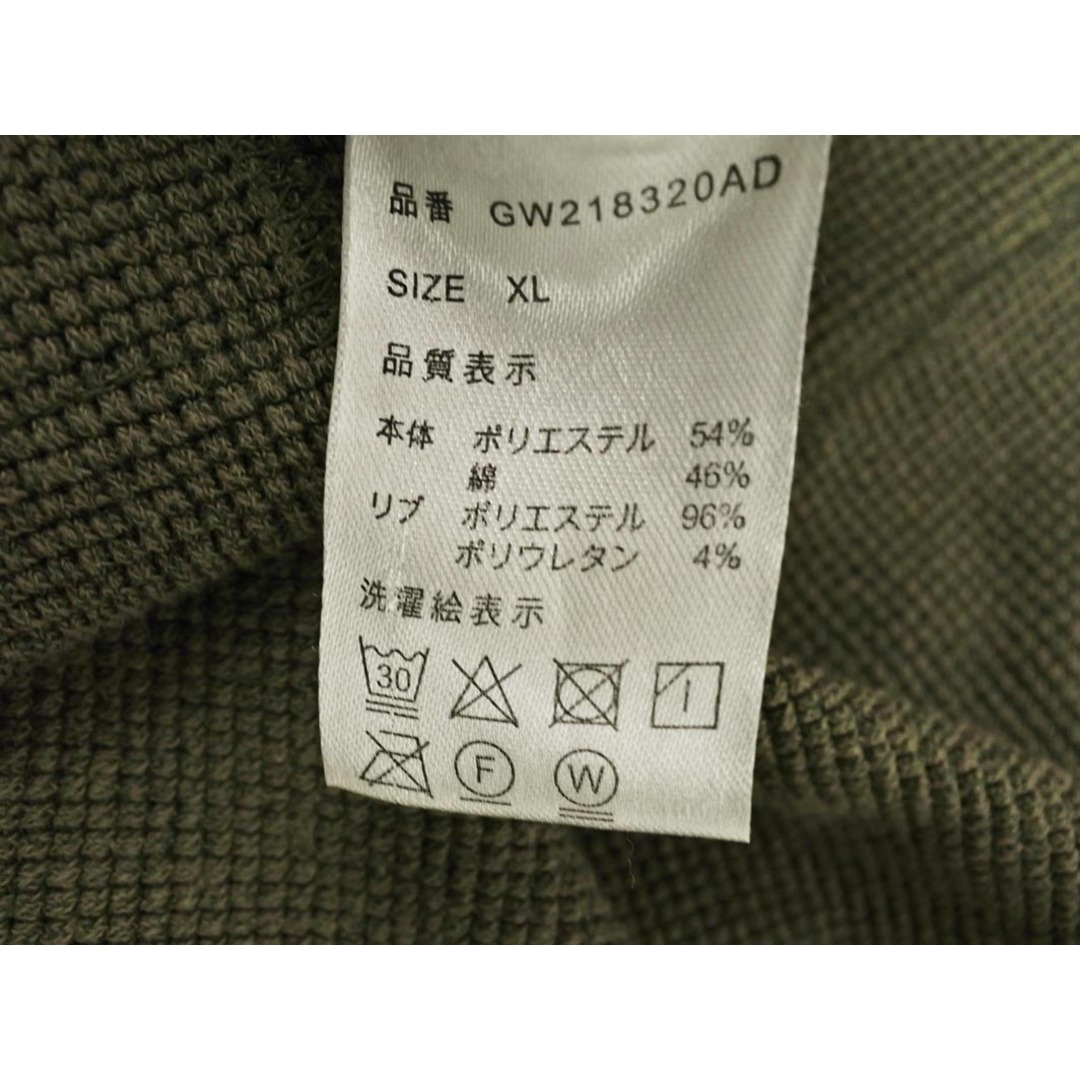 品番 GW218320AD
SIZE XL
品質表示
本体 ポリエステル 54%
綿 46%
リブ ポリエステル 96%
ポリウレタン 4%
洗濯絵表示
30
F W